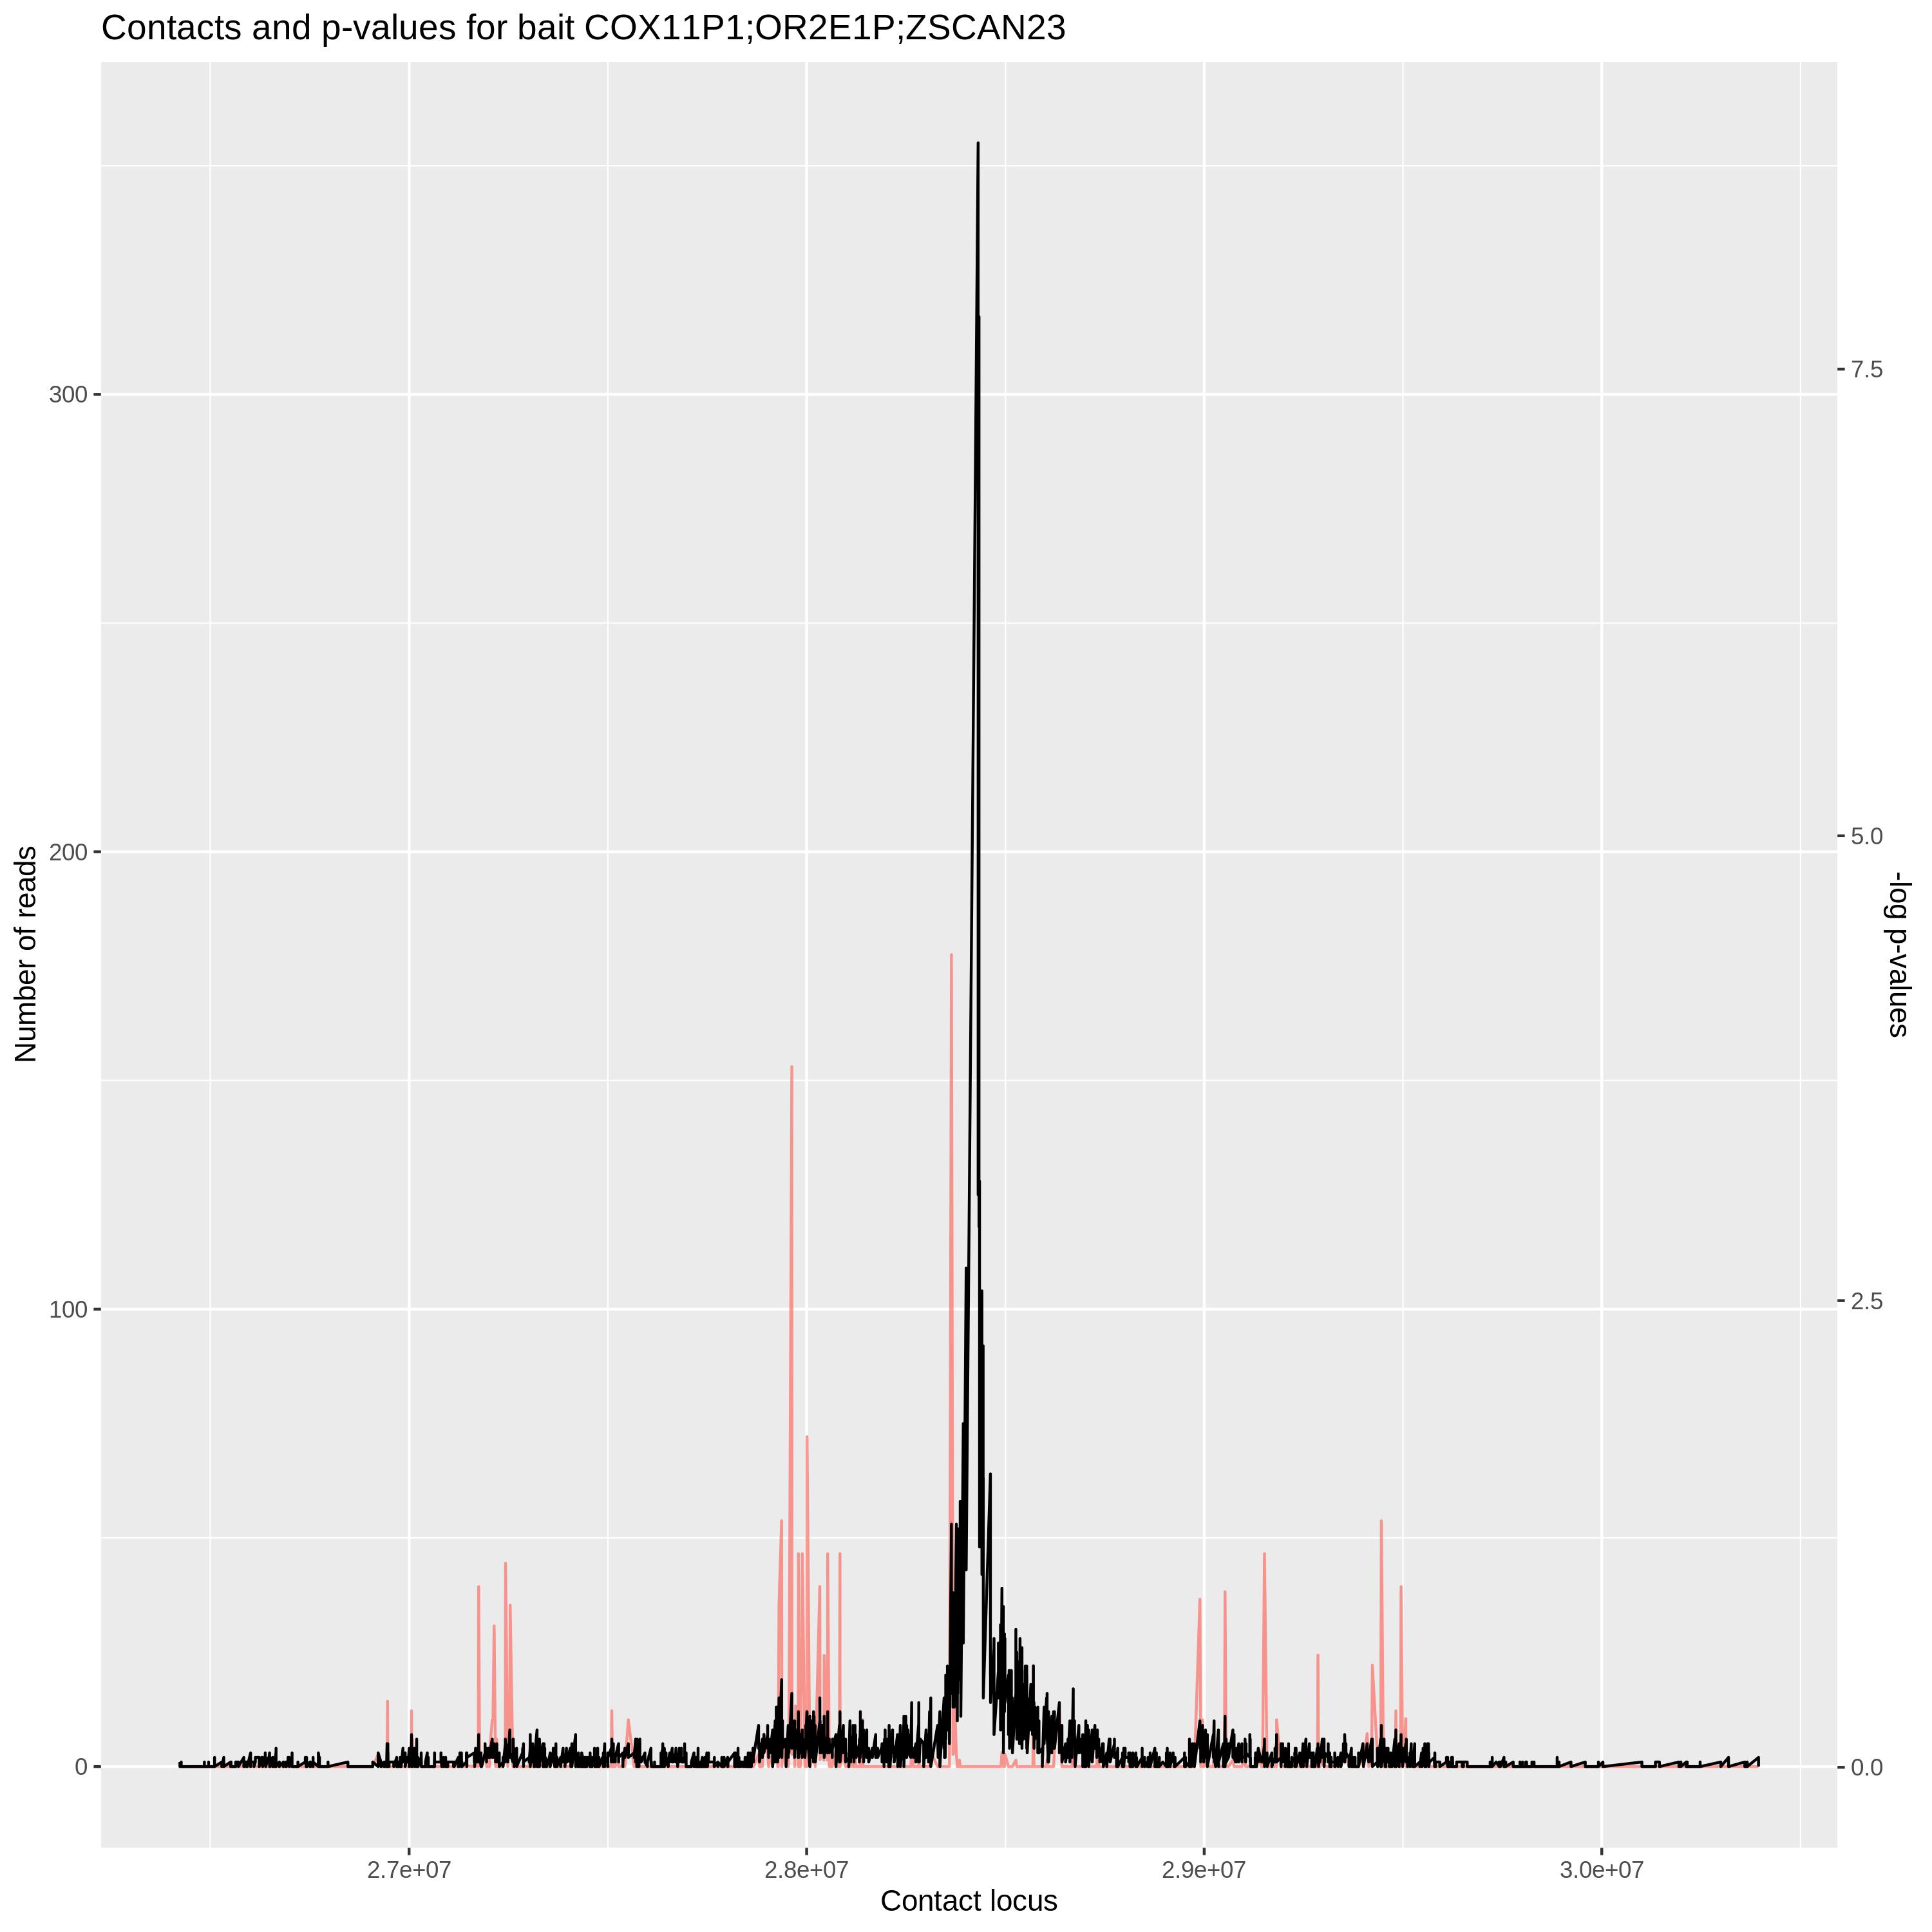 Contacts and p-values for bait COX11P1;OR2E1P;ZSCAN23
300
200
100
0
Number of reads
7.5
5.0
2.5
0.0
-log p-values
2.7e+07
2.8e+07
2.9e+07
3.0e+07
Contact locus